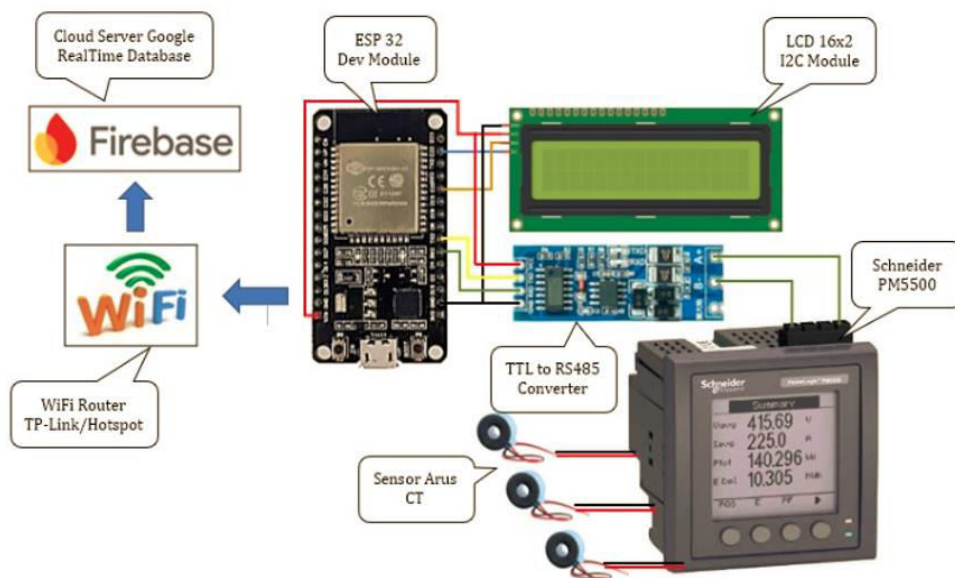 Cloud Server Google
RealTime Database
ESP 32
Dev Module
LCD 16x2
I2C Module
Firebase
WiFi
WiFi Router
TP-Link/Hotspot
TTL to RS485
Converter
Schneider
PM5500
Sensor Arus
CT
Schneider
Summary
415.69 V
225.0 A
140.296 kW
10.305
A+